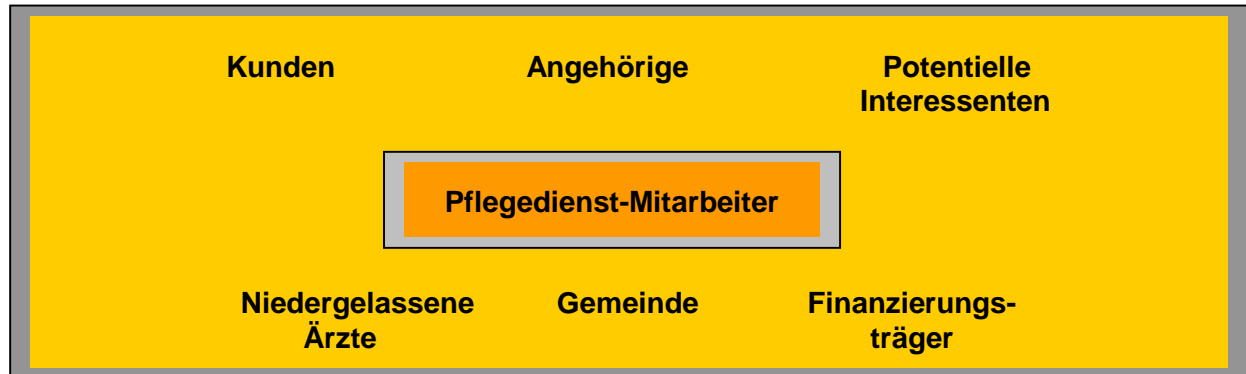 Kunden Angehörige Potentielle
Interessenten
Pflegedienst-Mitarbeiter
Niedergelassene Gemeinde Finanzierungs-
Ärzte träger